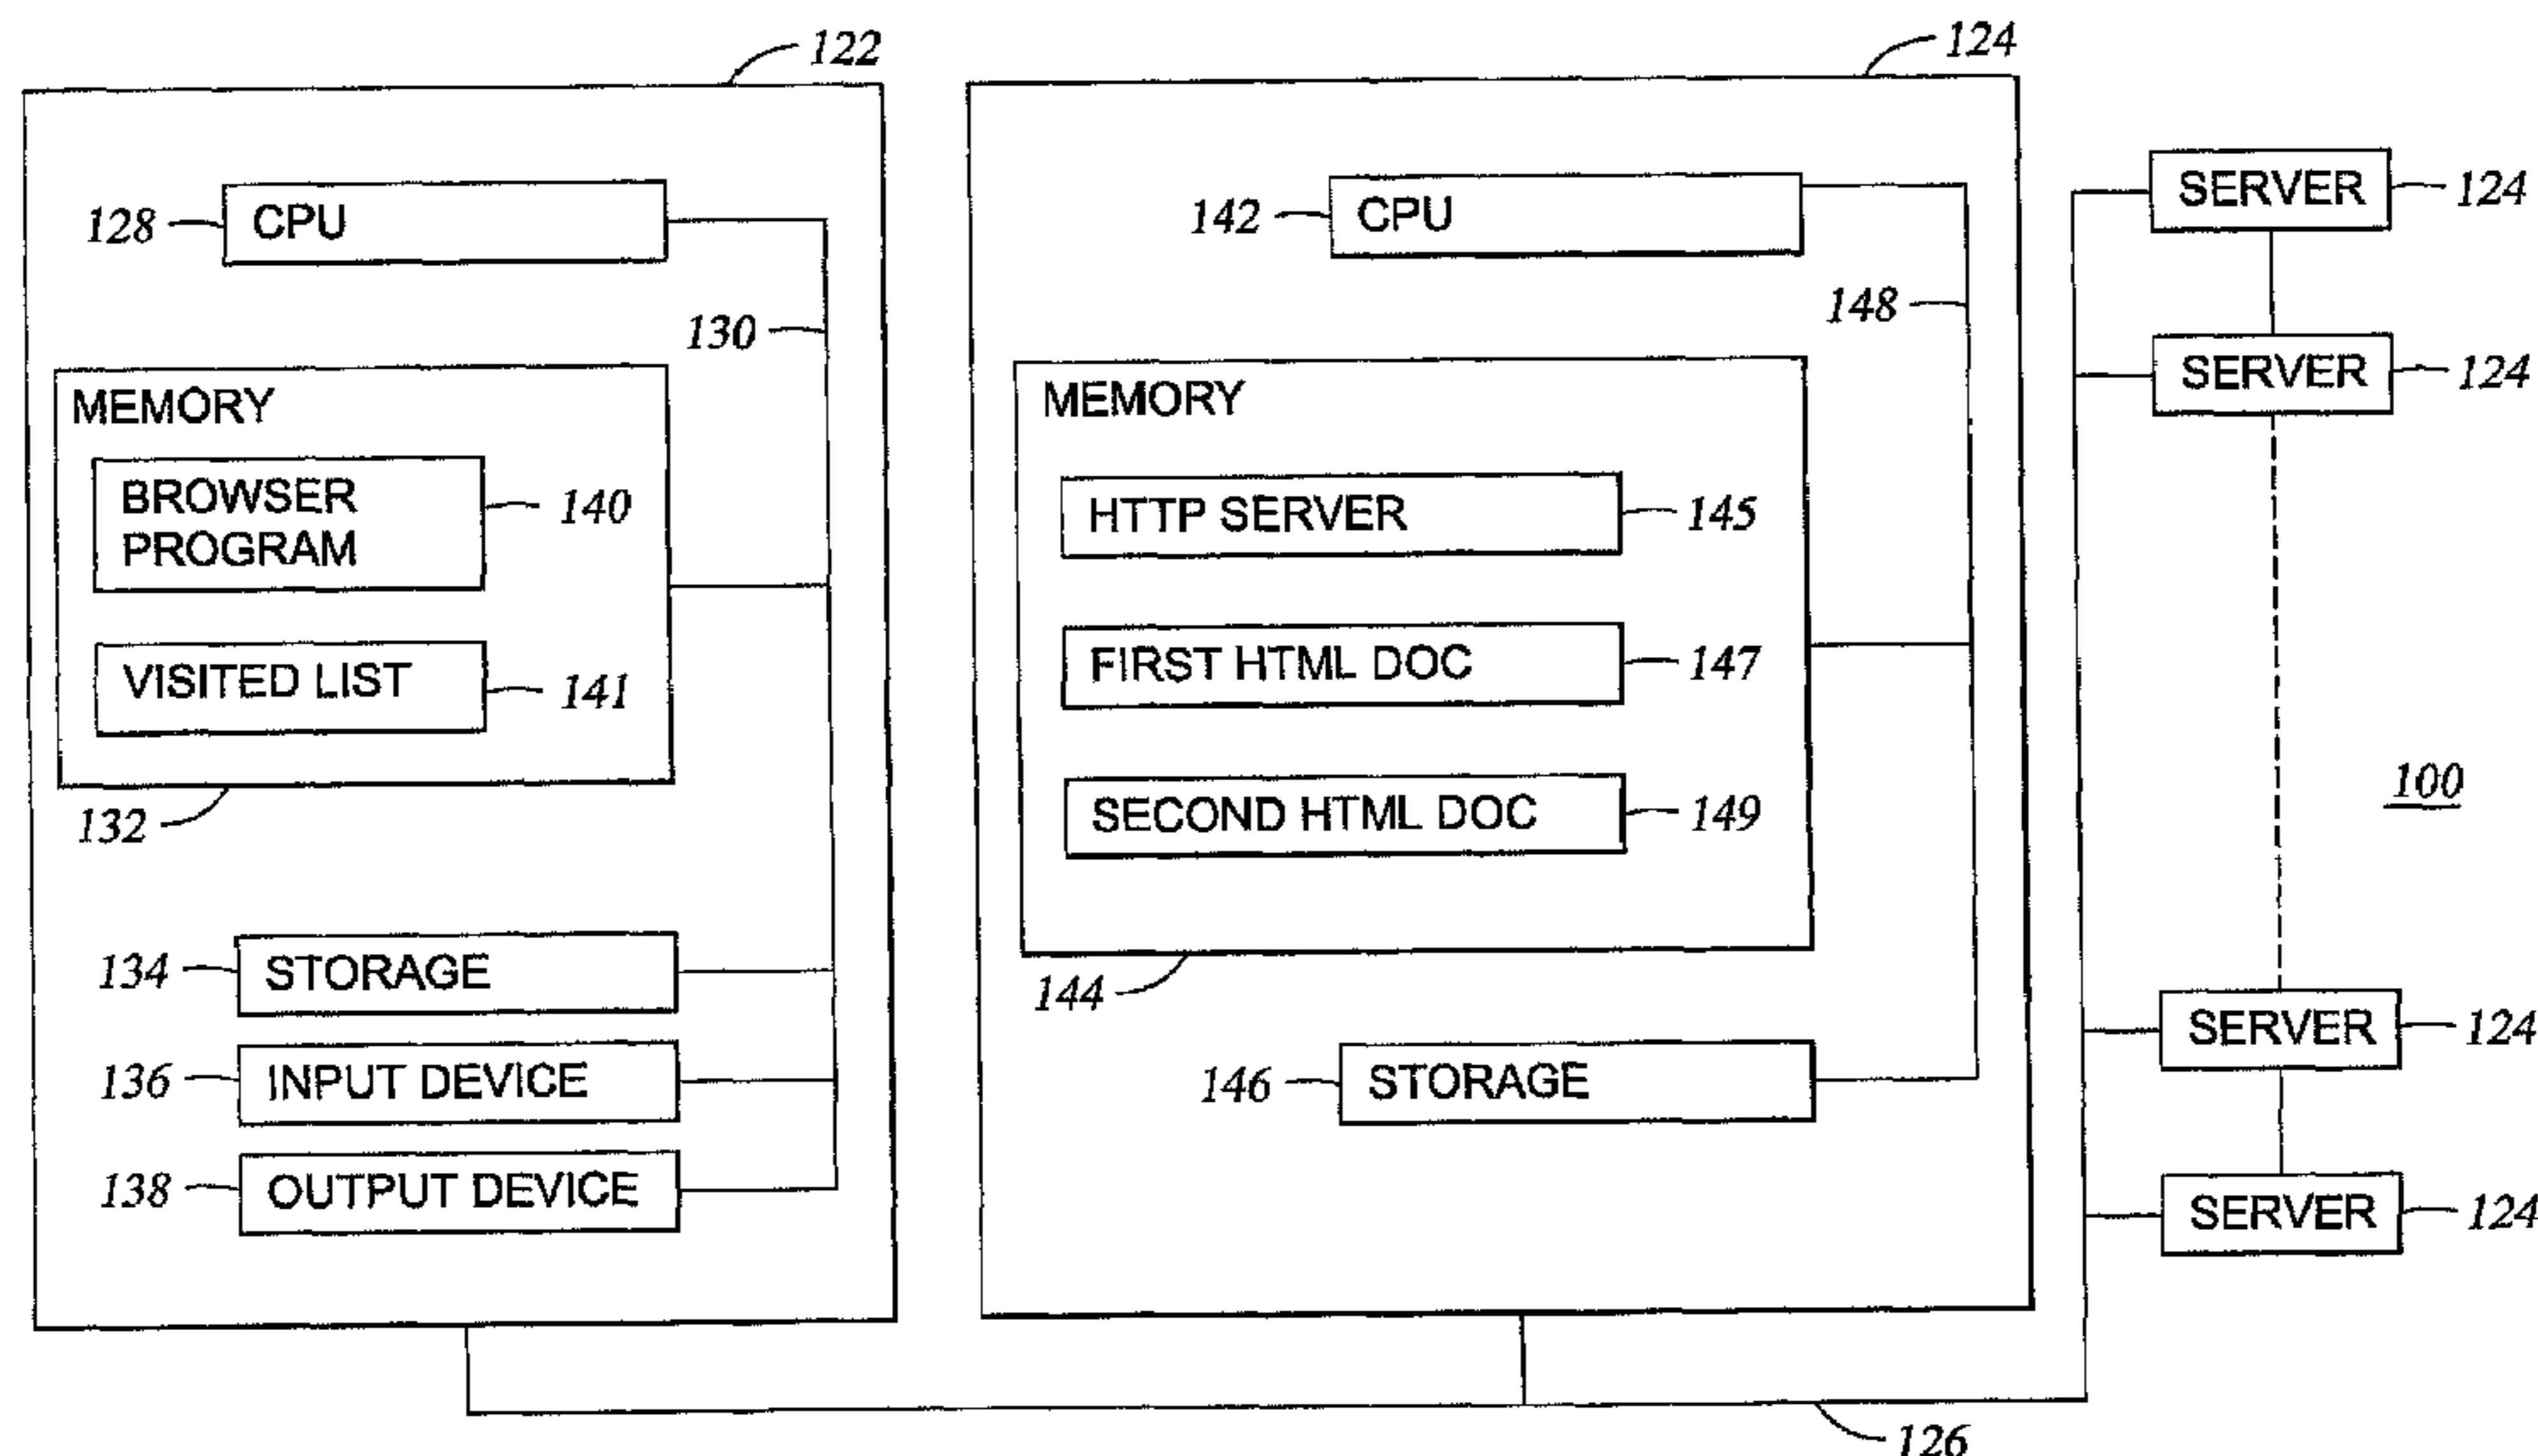 122
128
CPU
130
MEMORY
BROWSER
PROGRAM
140
VISITED LIST
141
132
134
STORAGE
136
INPUT DEVICE
138
OUTPUT DEVICE
124
142
CPU
148
MEMORY
HTTP SERVER
145
FIRST HTML DOC
147
SECOND HTML DOC
149
144
146
STORAGE
SERVER
124
SERVER
124
100
SERVER
124
SERVER
124
126